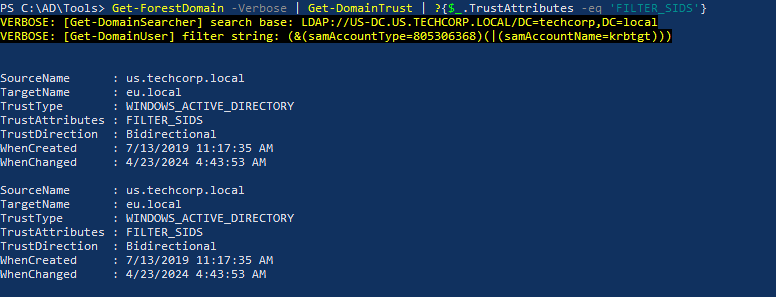 PS C:\AD\Tools> Get-ForestDomain -Verbose | Get-DomainTrust | ?{$_.TrustAttributes -eq 'FILTER_SIDS'}
VERBOSE: [Get-DomainSearcher] search base: LDAP://US-DC.US.TECHCORP.LOCAL/DC=techcorp,DC=local
VERBOSE: [Get-DomainUser] filter string: (&(samAccountType=805306368)(|(samAccountName=krbtgt)))
SourceName      : us.techcorp.local
TargetName      : eu.local
TrustType       : WINDOWS_ACTIVE_DIRECTORY
TrustAttributes : FILTER_SIDS
TrustDirection  : Bidirectional
WhenCreated     : 7/13/2019 11:17:35 AM
WhenChanged     : 4/23/2024 4:43:53 AM
SourceName      : us.techcorp.local
TargetName      : eu.local
TrustType       : WINDOWS_ACTIVE_DIRECTORY
TrustAttributes : FILTER_SIDS
TrustDirection  : Bidirectional
WhenCreated     : 7/13/2019 11:17:35 AM
WhenChanged     : 4/23/2024 4:43:53 AM